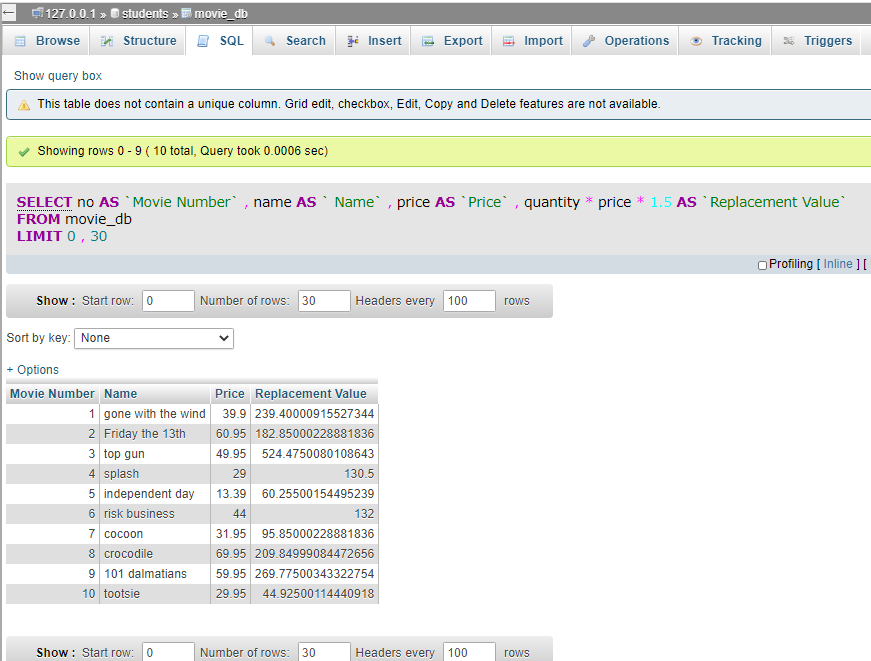 ← 127.0.0.1 » students » movie_db
Browse Structure SQL Search Insert Export Import Operations Tracking Triggers
Show query box
This table does not contain a unique column. Grid edit, checkbox, Edit, Copy and Delete features are not available.
Showing rows 0 - 9 ( 10 total, Query took 0.0006 sec)
SELECT no AS `Movie Number` , name AS ` Name` , price AS `Price` , quantity * price * 1.5 AS `Replacement Value`
FROM movie_db
LIMIT 0 , 30
Profiling [ Inline ] [
Show : Start row: 0 Number of rows: 30 Headers every 100 rows
Sort by key: None
+ Options
Movie Number Name Price Replacement Value
1 gone with the wind 39.9 239.40000915527344
2 Friday the 13th 60.95 182.85000228881836
3 top gun 49.95 524.4750080108643
4 splash 29 130.5
5 independent day 13.39 60.25500154495239
6 risk business 44 132
7 cocoon 31.95 95.85000228881836
8 crocodile 69.95 209.84999084472656
9 101 dalmatians 59.95 269.77500343322754
10 tootsie 29.95 44.92500114440918
Show : Start row: 0 Number of rows: 30 Headers every 100 rows